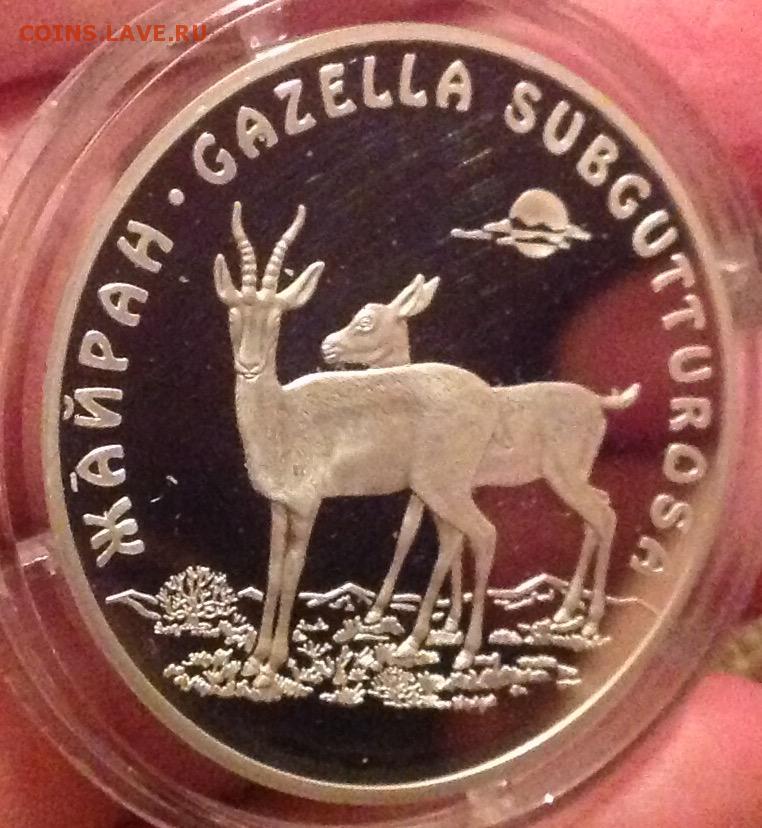 COINS.LAVE.RU
ЖАЙРАН · GAZELLA SUBGUTTUROSA